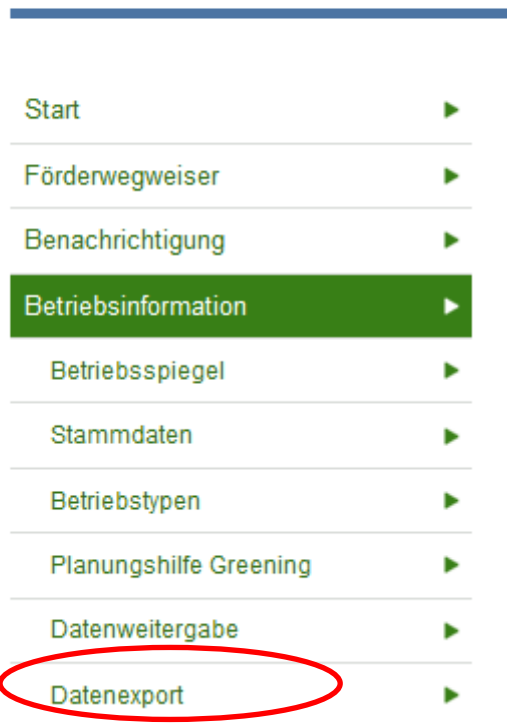 Start
Förderwegweiser
Benachrichtigung
Betriebsinformation
Betriebsspiegel
Stammdaten
Betriebstypen
Planungshilfe Greening
Datenweitergabe
Datenexport